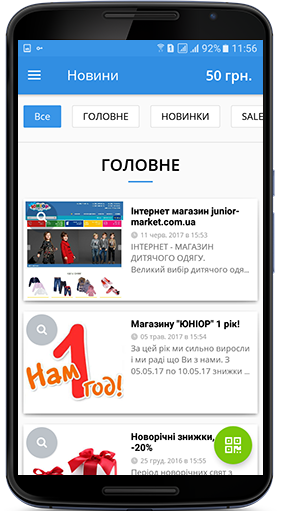 92% 11:56
Новини 50 грн.
Все ГОЛОВНЕ НОВИНКИ SALE
ГОЛОВНЕ
Інтернет магазин junior-
market.com.ua
11 черв. 2017 в 15:53
ІНТЕРНЕТ - МАГАЗИН
ДИТЯЧОГО ОДЯГУ.
Великий вибір дитячого одя...
Магазину "ЮНІОР" 1 рік!
05 трав. 2017 в 15:54
За цей рік ми сильно виросли
і ми раді що Ви з нами. З
05.05.17 по 10.05.17 знижки ...
Нам 1 год!
Новорічні знижки,
-20%
25 груд. 2016 в 15:55
Період новорічних свят з